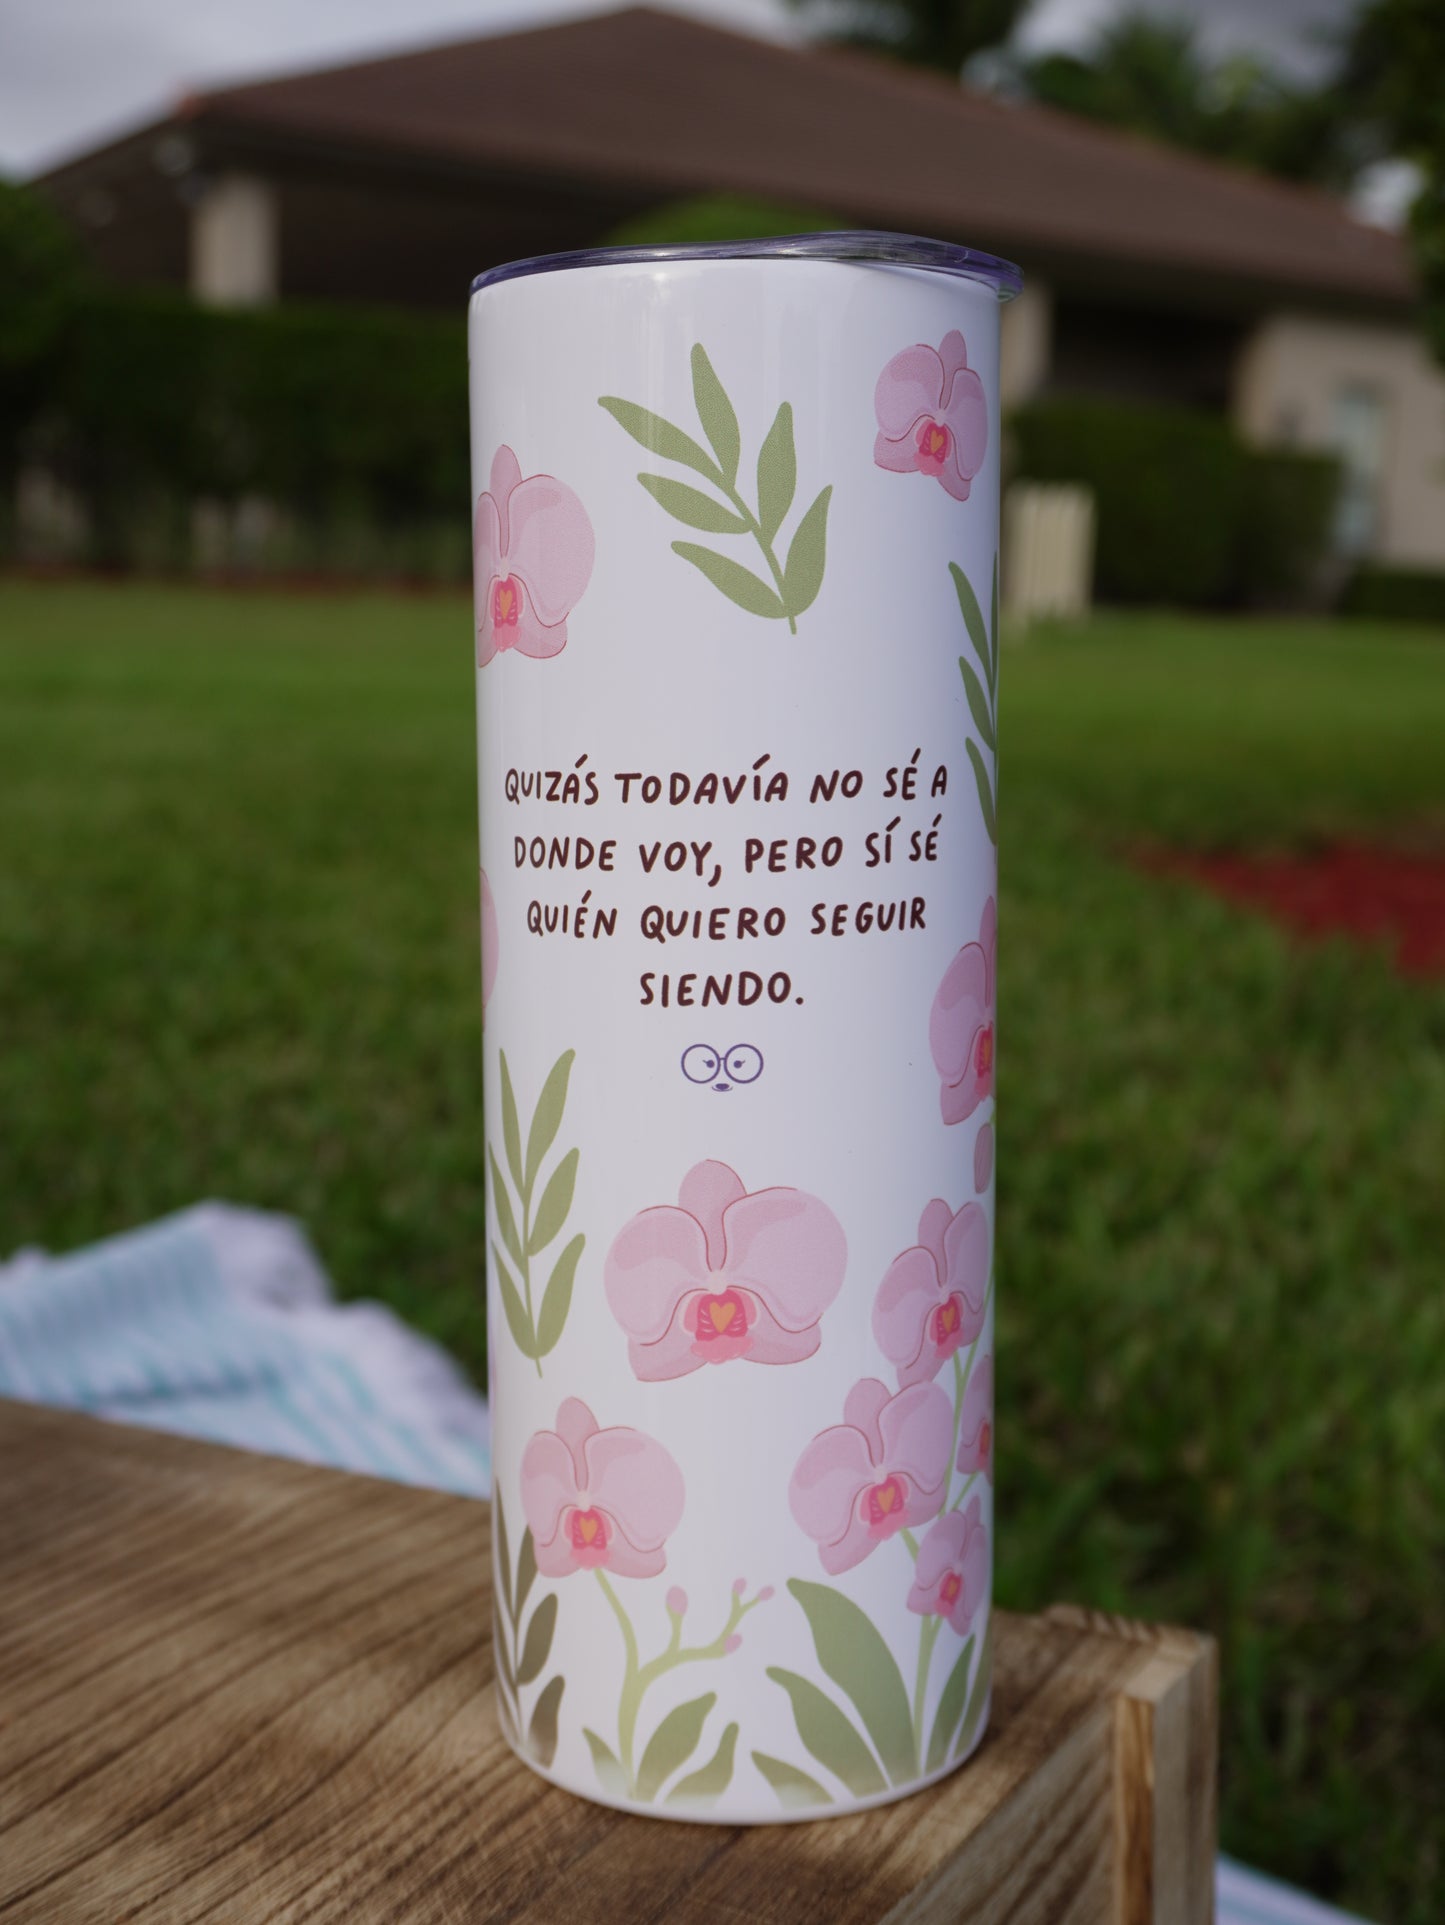 QUIZÁS TODAVÍA NO SÉ A
DONDE VOY, PERO SÍ SÉ
QUIÉN QUIERO SEGUIR
SIENDO.